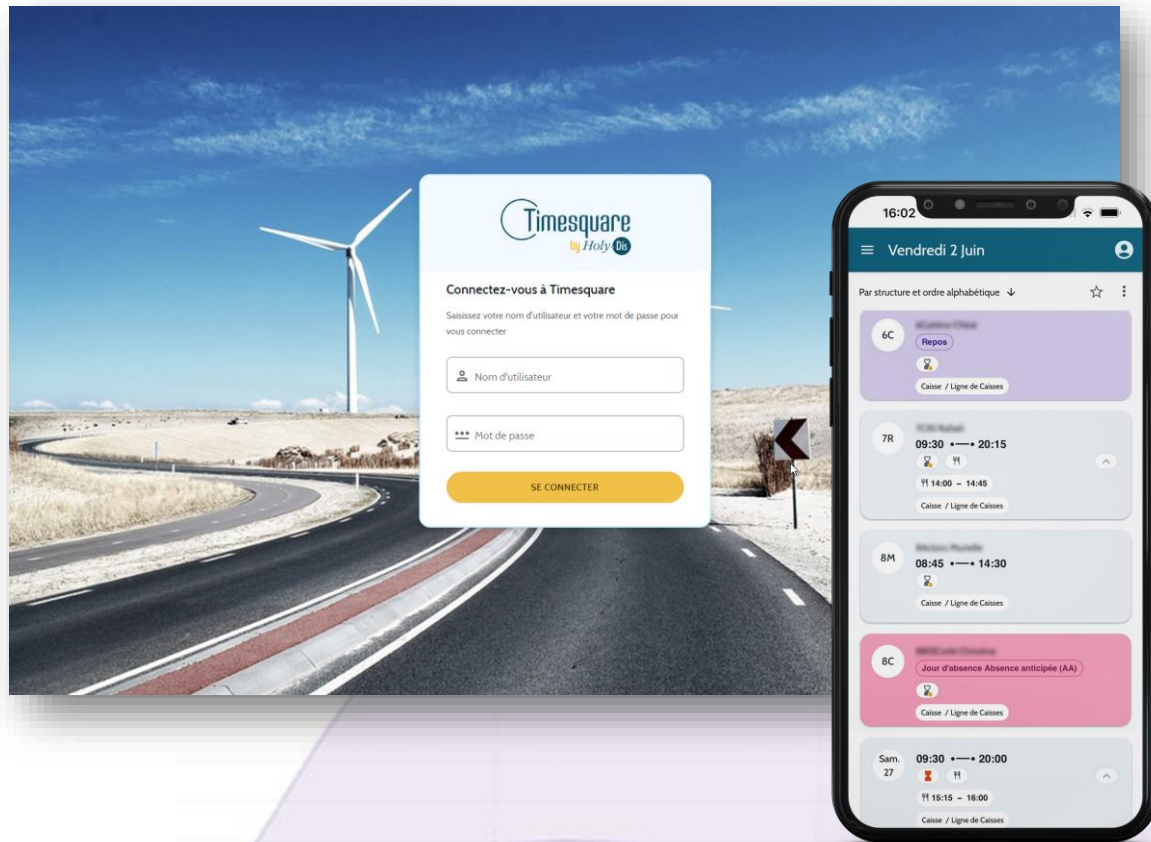 Timesquare
by Holy Dis
Connectez-vous à Timesquare
Saisissez votre nom d'utilisateur et votre mot de passe pour
vous connecter
Nom d'utilisateur
Mot de passe
SE CONNECTER
16:02
Vendredi 2 Juin
Par structure et ordre alphabétique
6C
Repos
Caisse / Ligne de Caisses
7R
09:30 20:15
14:00 – 14:45
Caisse / Ligne de Caisses
8M
08:45 14:30
Caisse / Ligne de Caisses
8C
Jour d'absence Absence anticipée (AA)
Caisse / Ligne de Caisses
Sam.
27
09:30 20:00
15:15 – 16:00
Caisse / Ligne de Caisses